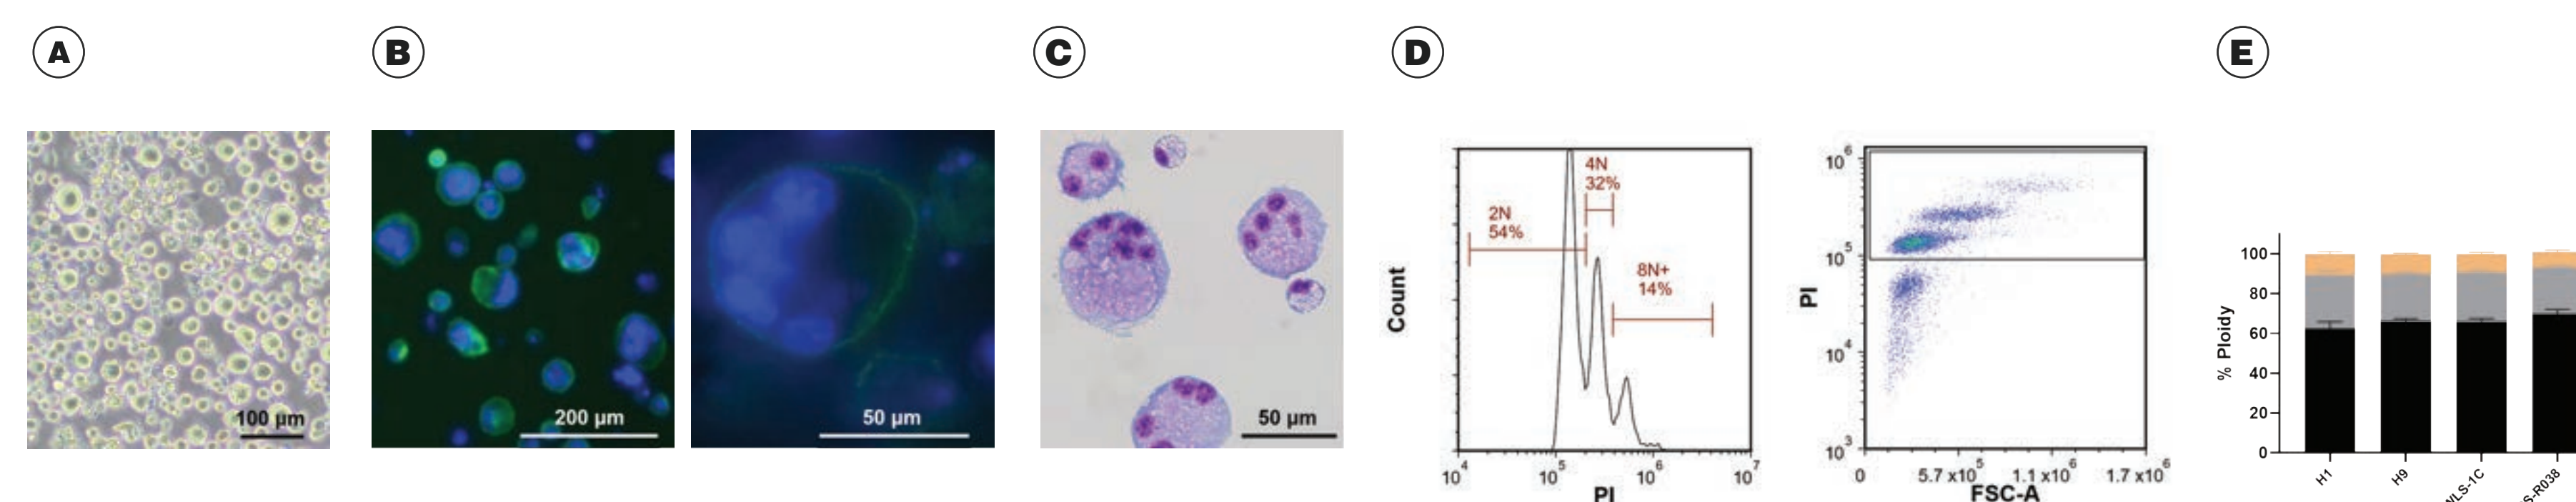 A
B
C
D
E
100 µm
200 µm
50 µm
50 µm
Count
2N
54%
4N
32%
8N+
14%
10^4
10^5
10^6
10^7
PI
PI
10^6
10^5
10^4
10^3
0
5.7 x10^5
1.1 x10^6
1.7 x10^6
FSC-A
% Ploidy
100
80
60
40
20
0
H1
H9